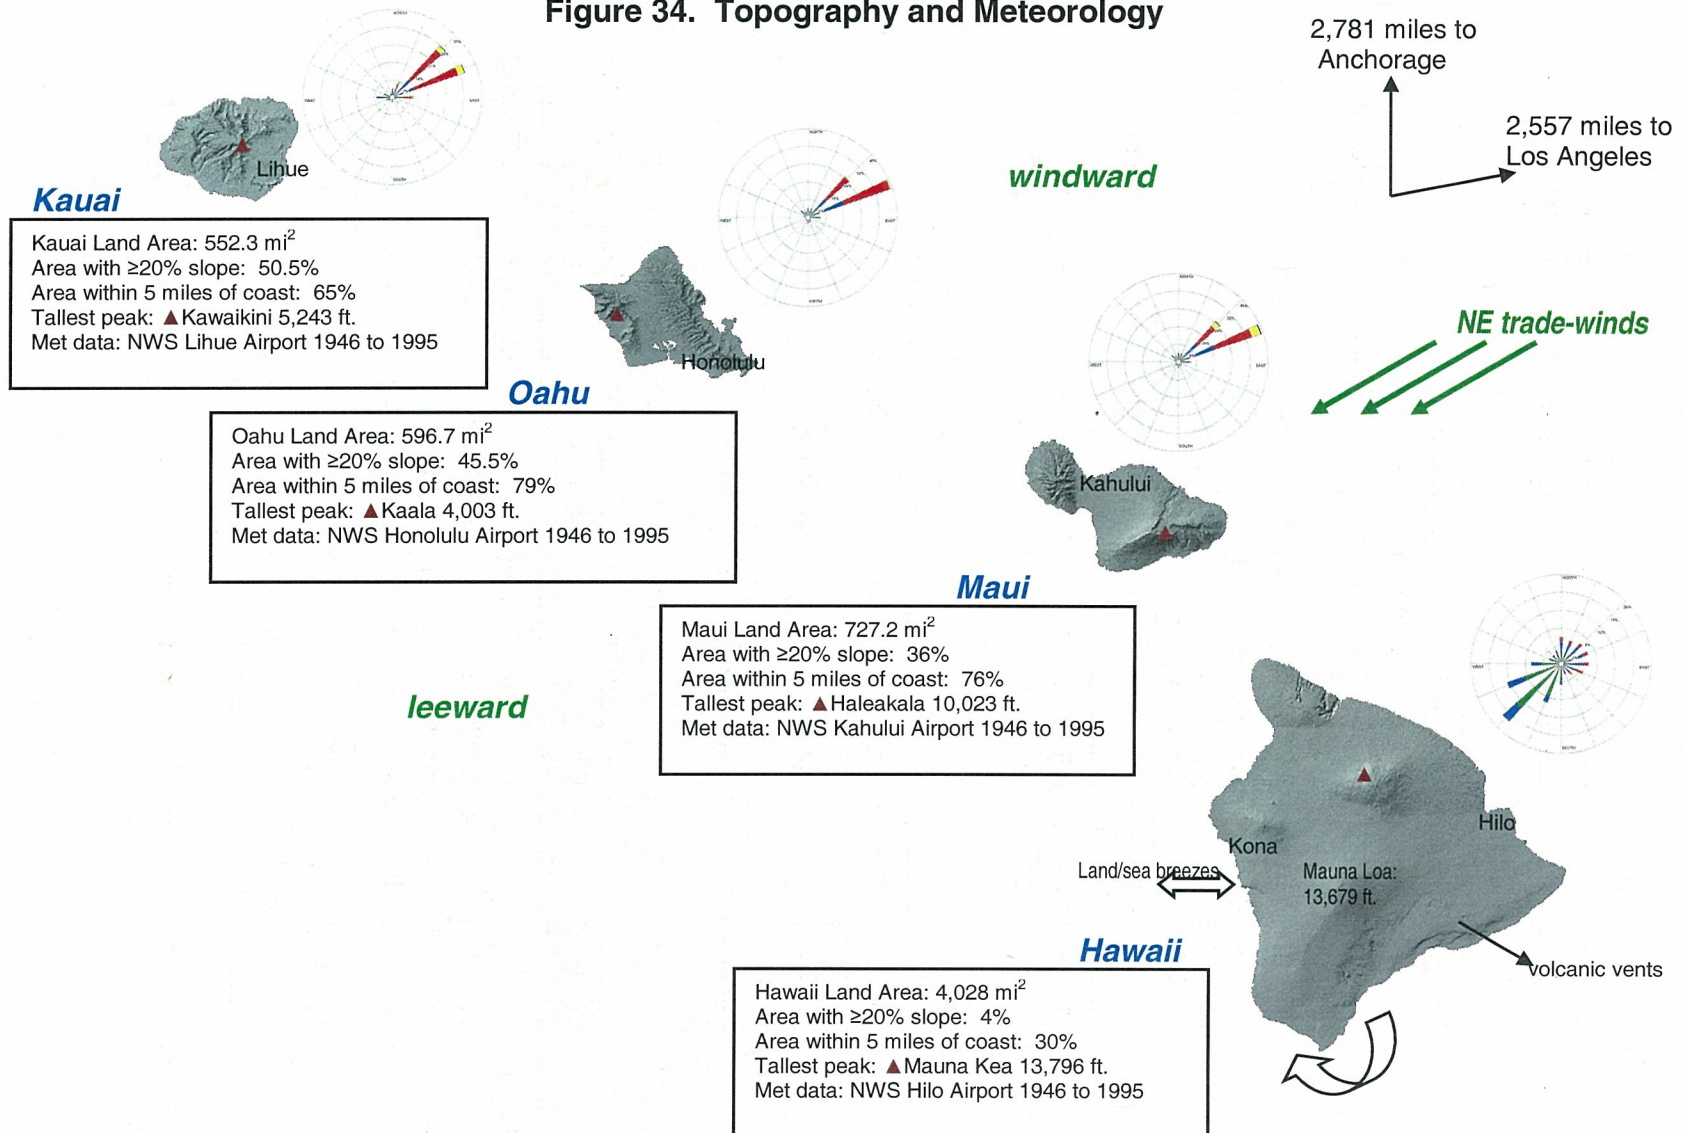 Figure 34. Topography and Meteorology
2,781 miles to
Anchorage
2,557 miles to
Los Angeles
windward
NE trade-winds
Lihue
Kauai
Kauai Land Area: 552.3 mi²
Area with ≥20% slope: 50.5%
Area within 5 miles of coast: 65%
Tallest peak: ▲Kawaikini 5,243 ft.
Met data: NWS Lihue Airport 1946 to 1995
Honolulu
Oahu
Oahu Land Area: 596.7 mi²
Area with ≥20% slope: 45.5%
Area within 5 miles of coast: 79%
Tallest peak: ▲Kaala 4,003 ft.
Met data: NWS Honolulu Airport 1946 to 1995
Kahului
Maui
Maui Land Area: 727.2 mi²
Area with ≥20% slope: 36%
Area within 5 miles of coast: 76%
Tallest peak: ▲Haleakala 10,023 ft.
Met data: NWS Kahului Airport 1946 to 1995
leeward
Hilo
Kona
Land/sea breezes
Mauna Loa:
13,679 ft.
volcanic vents
Hawaii
Hawaii Land Area: 4,028 mi²
Area with ≥20% slope: 4%
Area within 5 miles of coast: 30%
Tallest peak: ▲Mauna Kea 13,796 ft.
Met data: NWS Hilo Airport 1946 to 1995